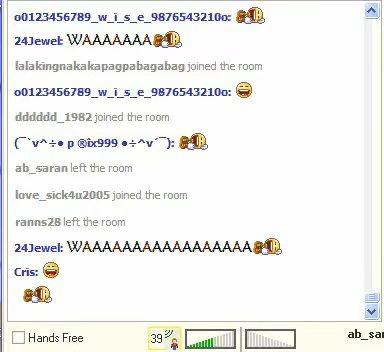 o0123456789_w_i_s_e_9876543210o:
24Jewel: WAAAAAAA
lalakingnakakapagpabagabag joined the room
o0123456789_w_i_s_e_9876543210o:
dddddd_1982 joined the room
(¯`v^÷● p ®îx999 ●÷^v´¯):
ab_saran left the room
love_sick4u2005 joined the room
ranns28 left the room
24Jewel: WAAAAAAAAAAAAAAAAA
Cris:
Hands Free
39
ab_sar